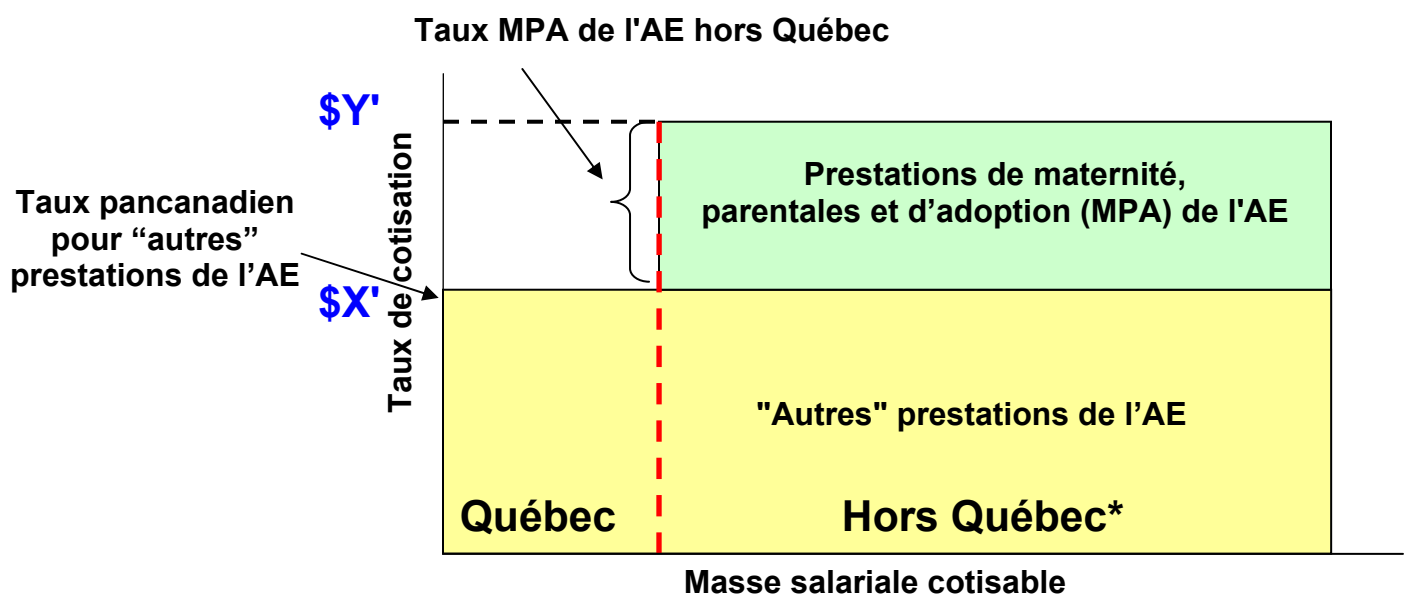 Taux MPA de l'AE hors Québec
$Y'
Taux de cotisation
Prestations de maternité,
parentales et d’adoption (MPA) de l'AE
Taux pancanadien
pour “autres”
prestations de l’AE
$X'
"Autres" prestations de l’AE
Québec
Hors Québec*
Masse salariale cotisable